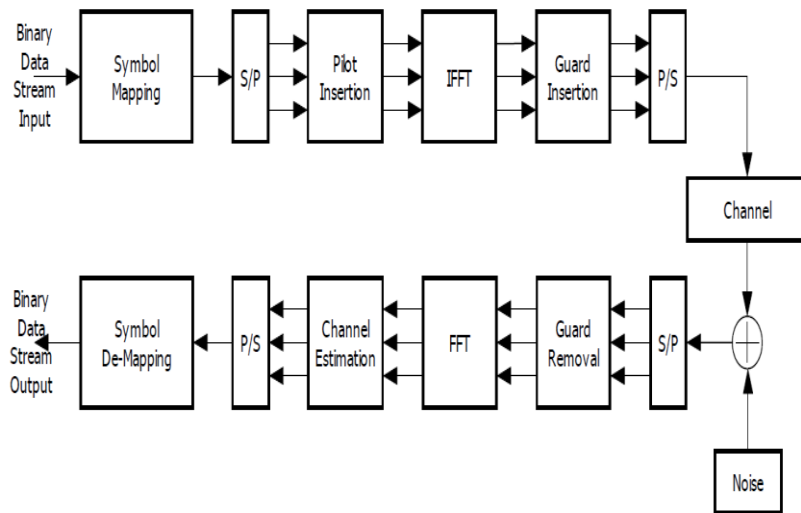 Binary
Data
Stream
Input
Symbol
Mapping
S/P
Pilot
Insertion
IFFT
Guard
Insertion
P/S
Channel
Binary
Data
Stream
Output
Symbol
De-Mapping
P/S
Channel
Estimation
FFT
Guard
Removal
S/P
Noise